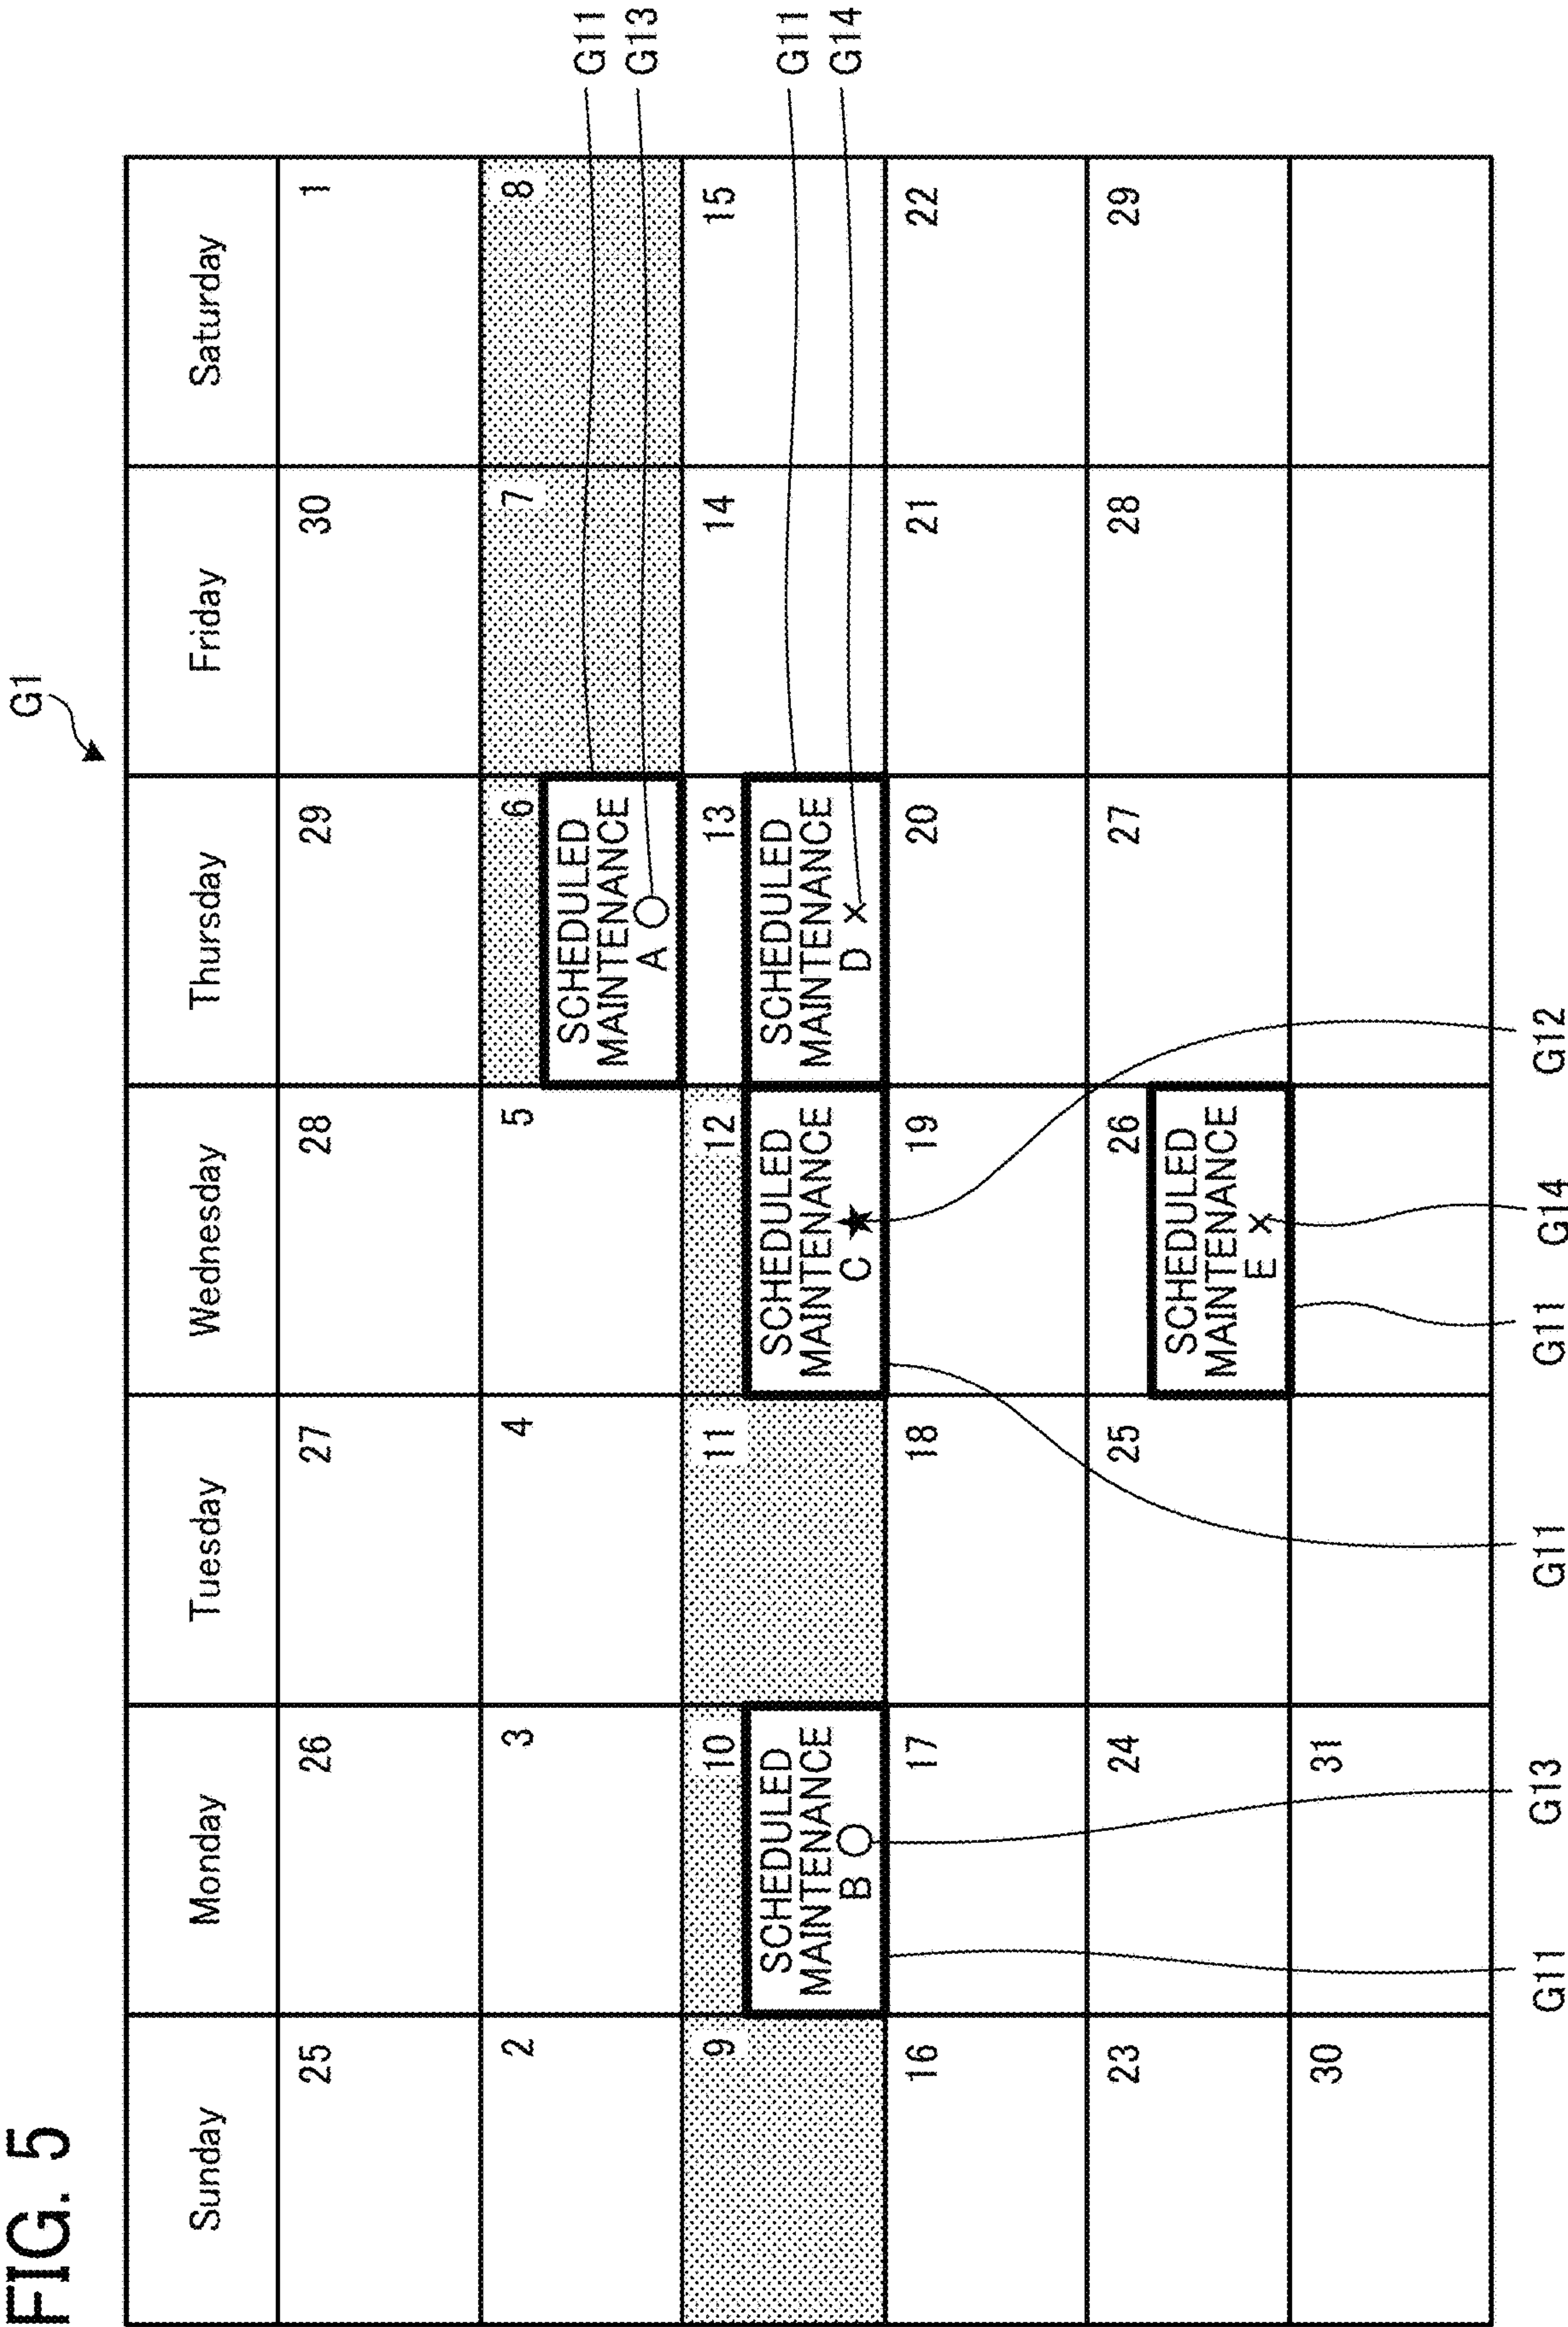 FIG. 5
G1
Sunday Monday Tuesday Wednesday Thursday Friday Saturday
25 26 27 28 29 30 1
2 3 4 5 6 7 8
SCHEDULED
MAINTENANCE
A ○
G11
G13
9 10 11 12 13 14 15
SCHEDULED
MAINTENANCE
B ○
SCHEDULED
MAINTENANCE
C ★
SCHEDULED
MAINTENANCE
D ×
G11
G14
16 17 18 19 20 21 22
23 24 25 26 27 28 29
SCHEDULED
MAINTENANCE
E ×
30 31
G11 G13 G11 G11 G14 G12